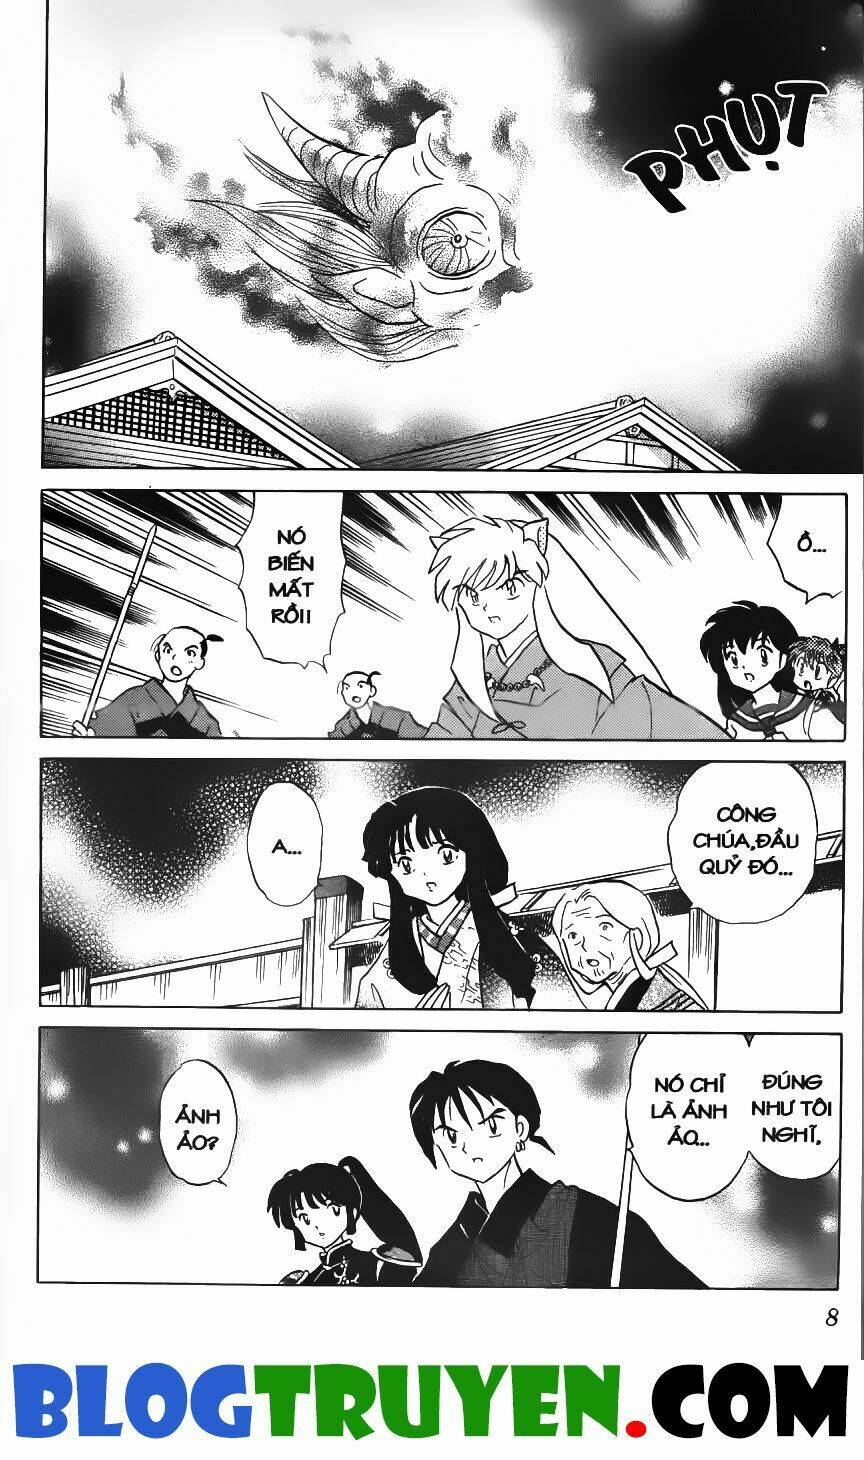 PHỤT
Ồ...
NÓ
BIẾN
MẤT
RỒI!
CÔNG
CHÚA,ĐẦU
QUỶ ĐÓ...
A...
ĐÚNG
NHƯ TÔI
NGHĨ.
NÓ CHỈ
LÀ ẢNH
ẢO...
ẢNH
ẢO?
8
BLOGTRUYEN.COM